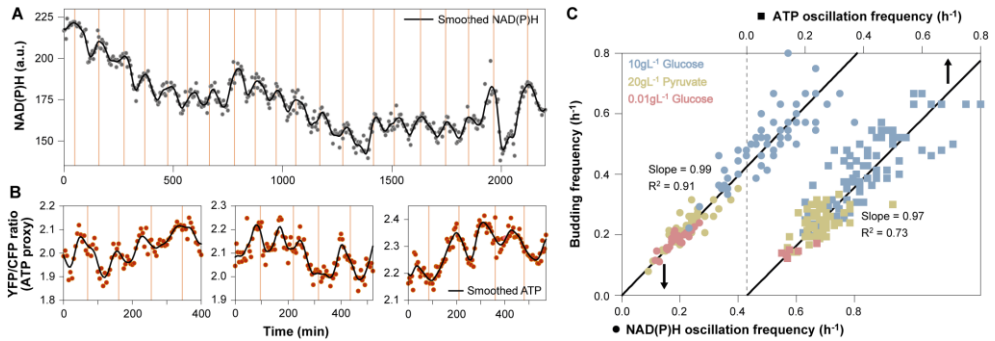 A
225
200
175
150
NAD(P)H (a.u.)
Smoothed NAD(P)H
0
500
1000
1500
2000
B
YFP/CFP ratio
(ATP proxy)
2.2
2.1
2.0
1.9
1.8
0
200
400
2.3
2.2
2.1
2.0
1.9
0
200
400
Smoothed ATP
2.4
2.3
2.2
2.1
0
200
400
Time (min)
C
■ ATP oscillation frequency (h⁻¹)
0.0
0.2
0.4
0.6
0.8
Budding frequency (h⁻¹)
0.8
0.6
0.4
0.2
0.0
10gL⁻¹ Glucose
20gL⁻¹ Pyruvate
0.01gL⁻¹ Glucose
Slope = 0.99
R² = 0.91
Slope = 0.97
R² = 0.73
0.0
0.2
0.4
0.6
0.8
● NAD(P)H oscillation frequency (h⁻¹)